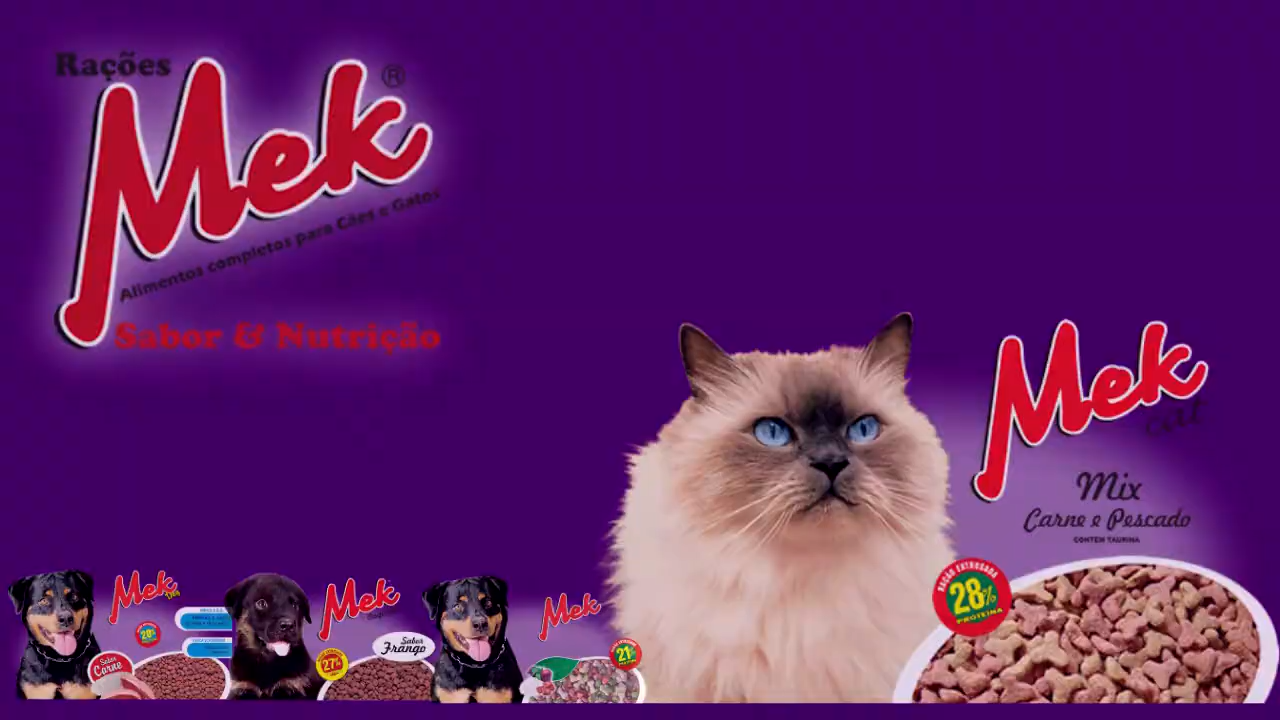 Rações
Mek®
Alimentos completos para Cães e Gatos
Sabor & Nutrição
Mek
cat
Mix
Carne e Pescado
CONTÉM TAURINA
RAÇÃO EXTRUSADA
28%
PROTEÍNA
Mek
Dog
Sabor
Carne
Mek
27%
Sabor
Frango
Mek
21%